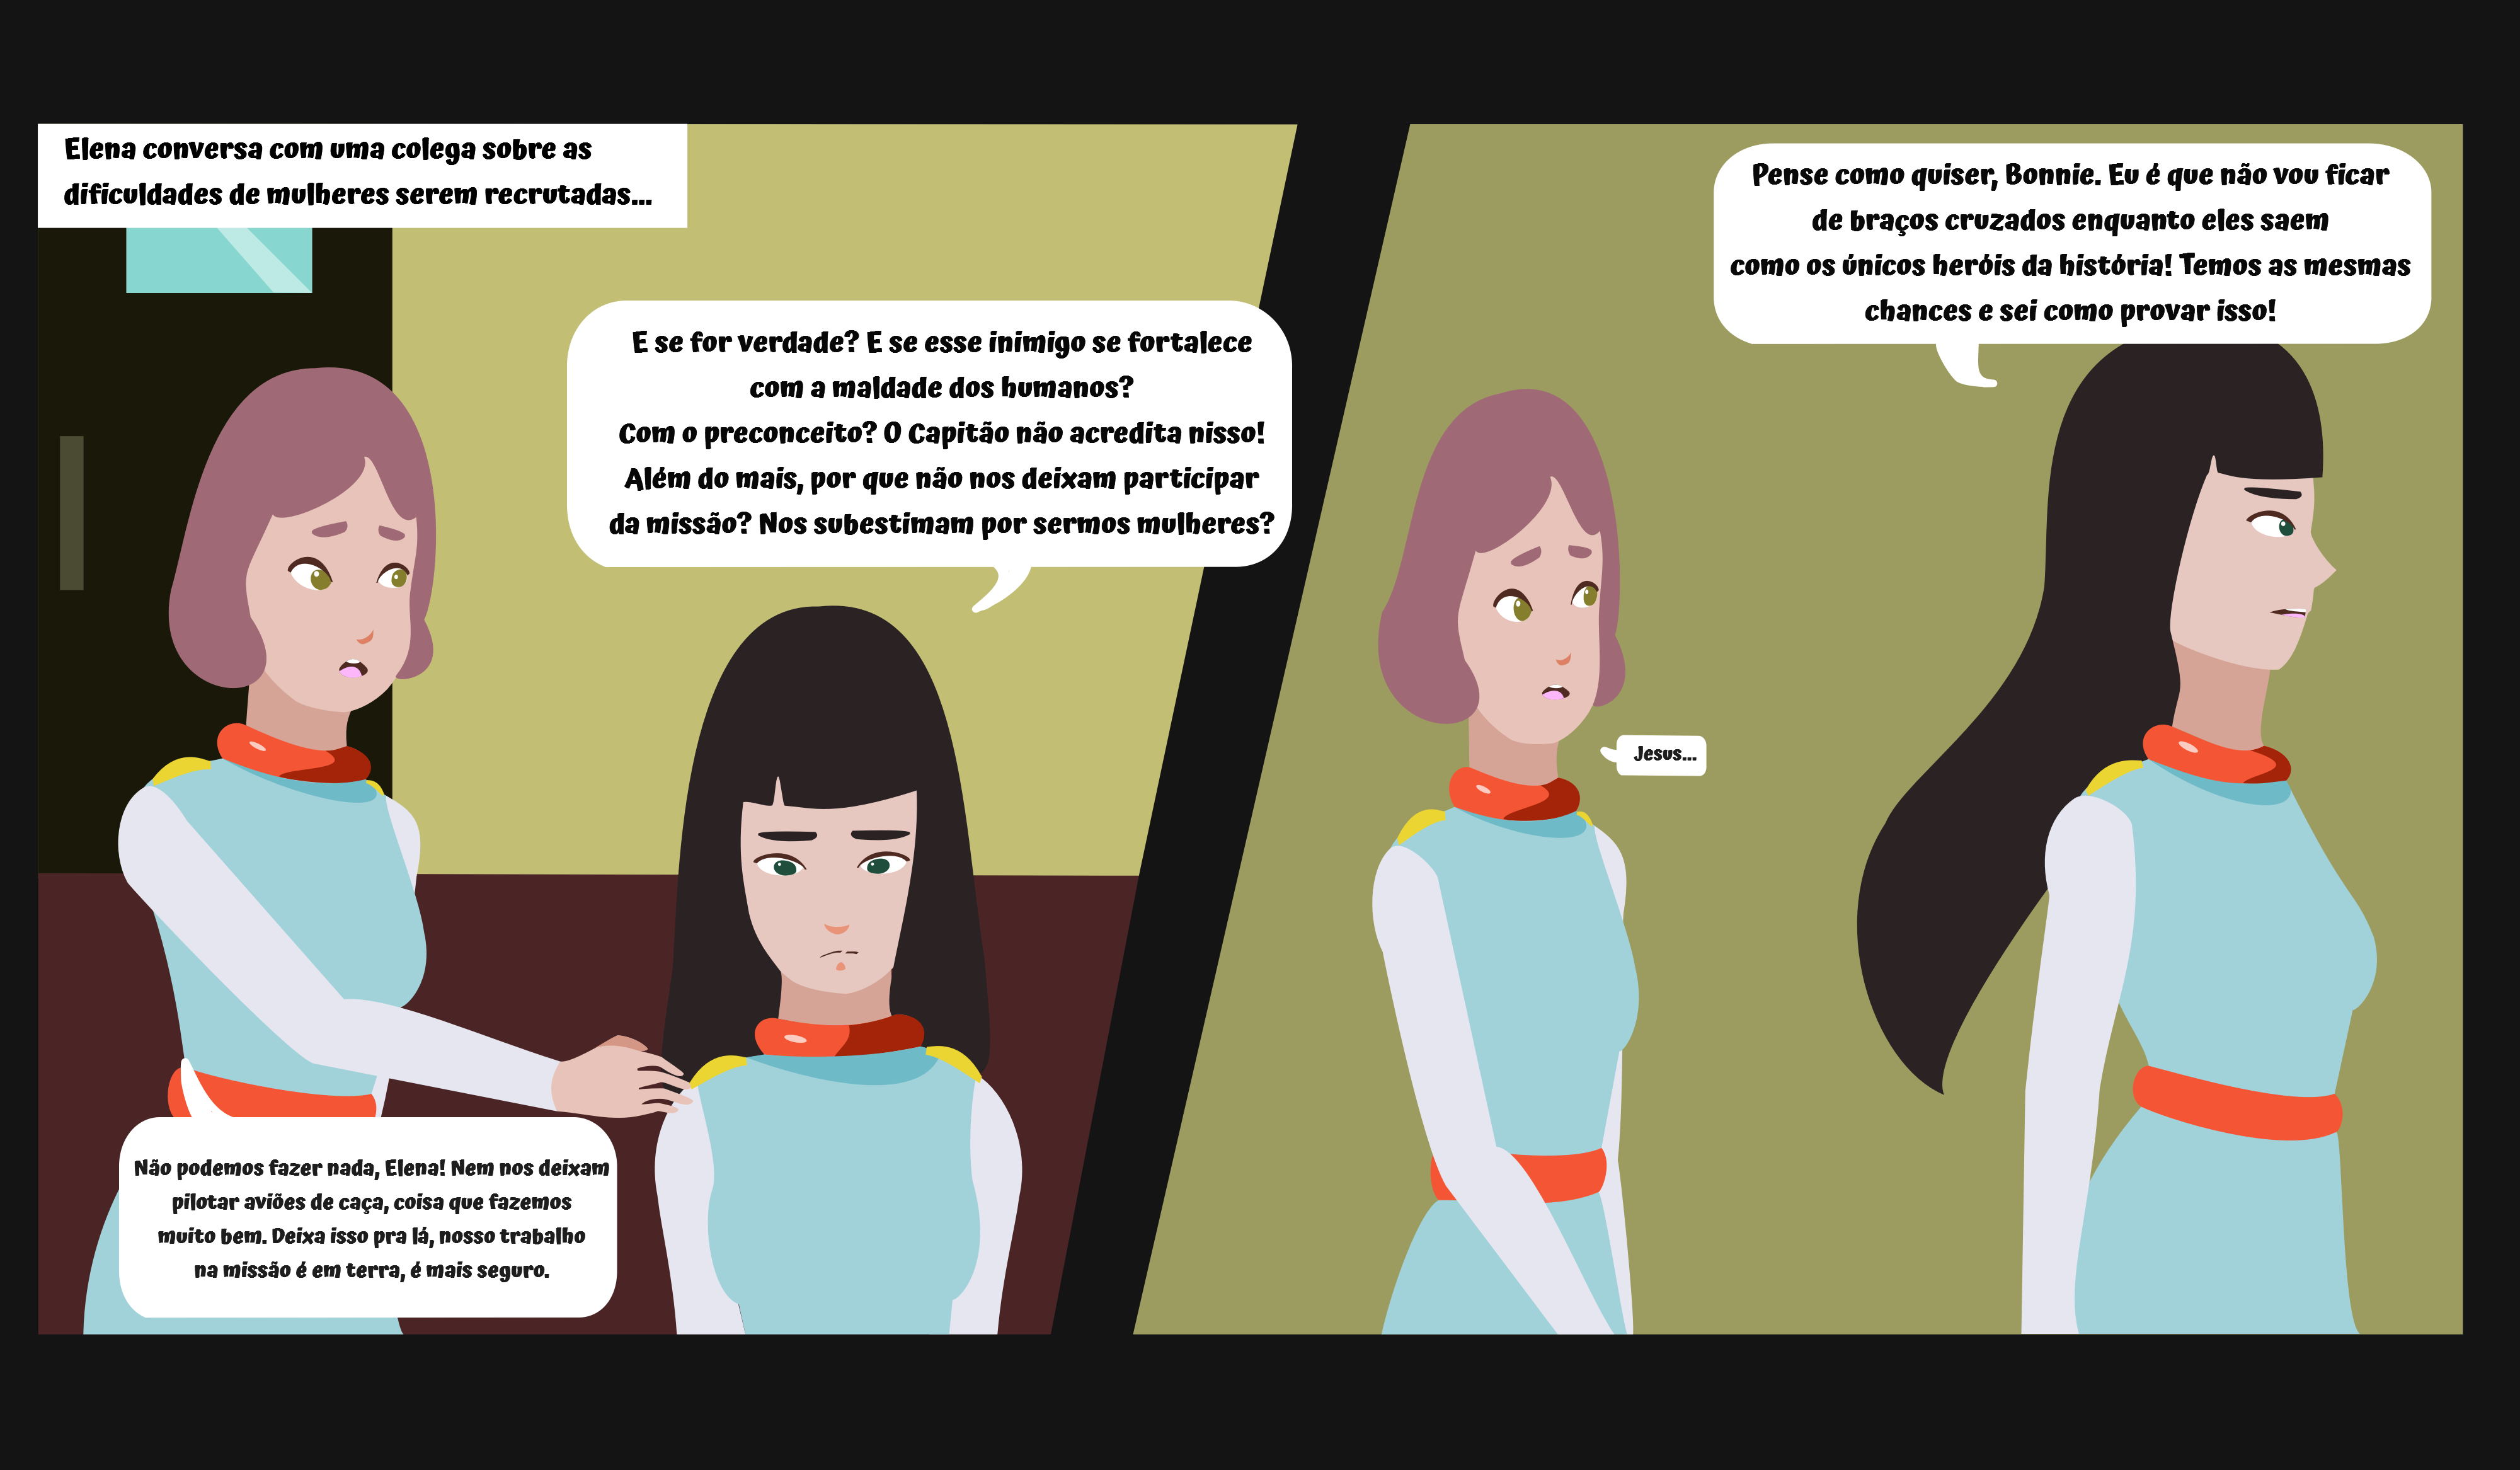 Elena conversa com uma colega sobre as
dificuldades de mulheres serem recrutadas...
E se for verdade? E se esse inimigo se fortalece
com a maldade dos humanos?
Com o preconceito? O Capitão não acredita nisso!
Além do mais, por que não nos deixam participar
da missão? Nos subestimam por sermos mulheres?
Não podemos fazer nada, Elena! Nem nos deixam
pilotar aviões de caça, coisa que fazemos
muito bem. Deixa isso pra lá, nosso trabalho
na missão é em terra, é mais seguro.
Pense como quiser, Bonnie. Eu é que não vou ficar
de braços cruzados enquanto eles saem
como os únicos heróis da história! Temos as mesmas
chances e sei como provar isso!
Jesus...